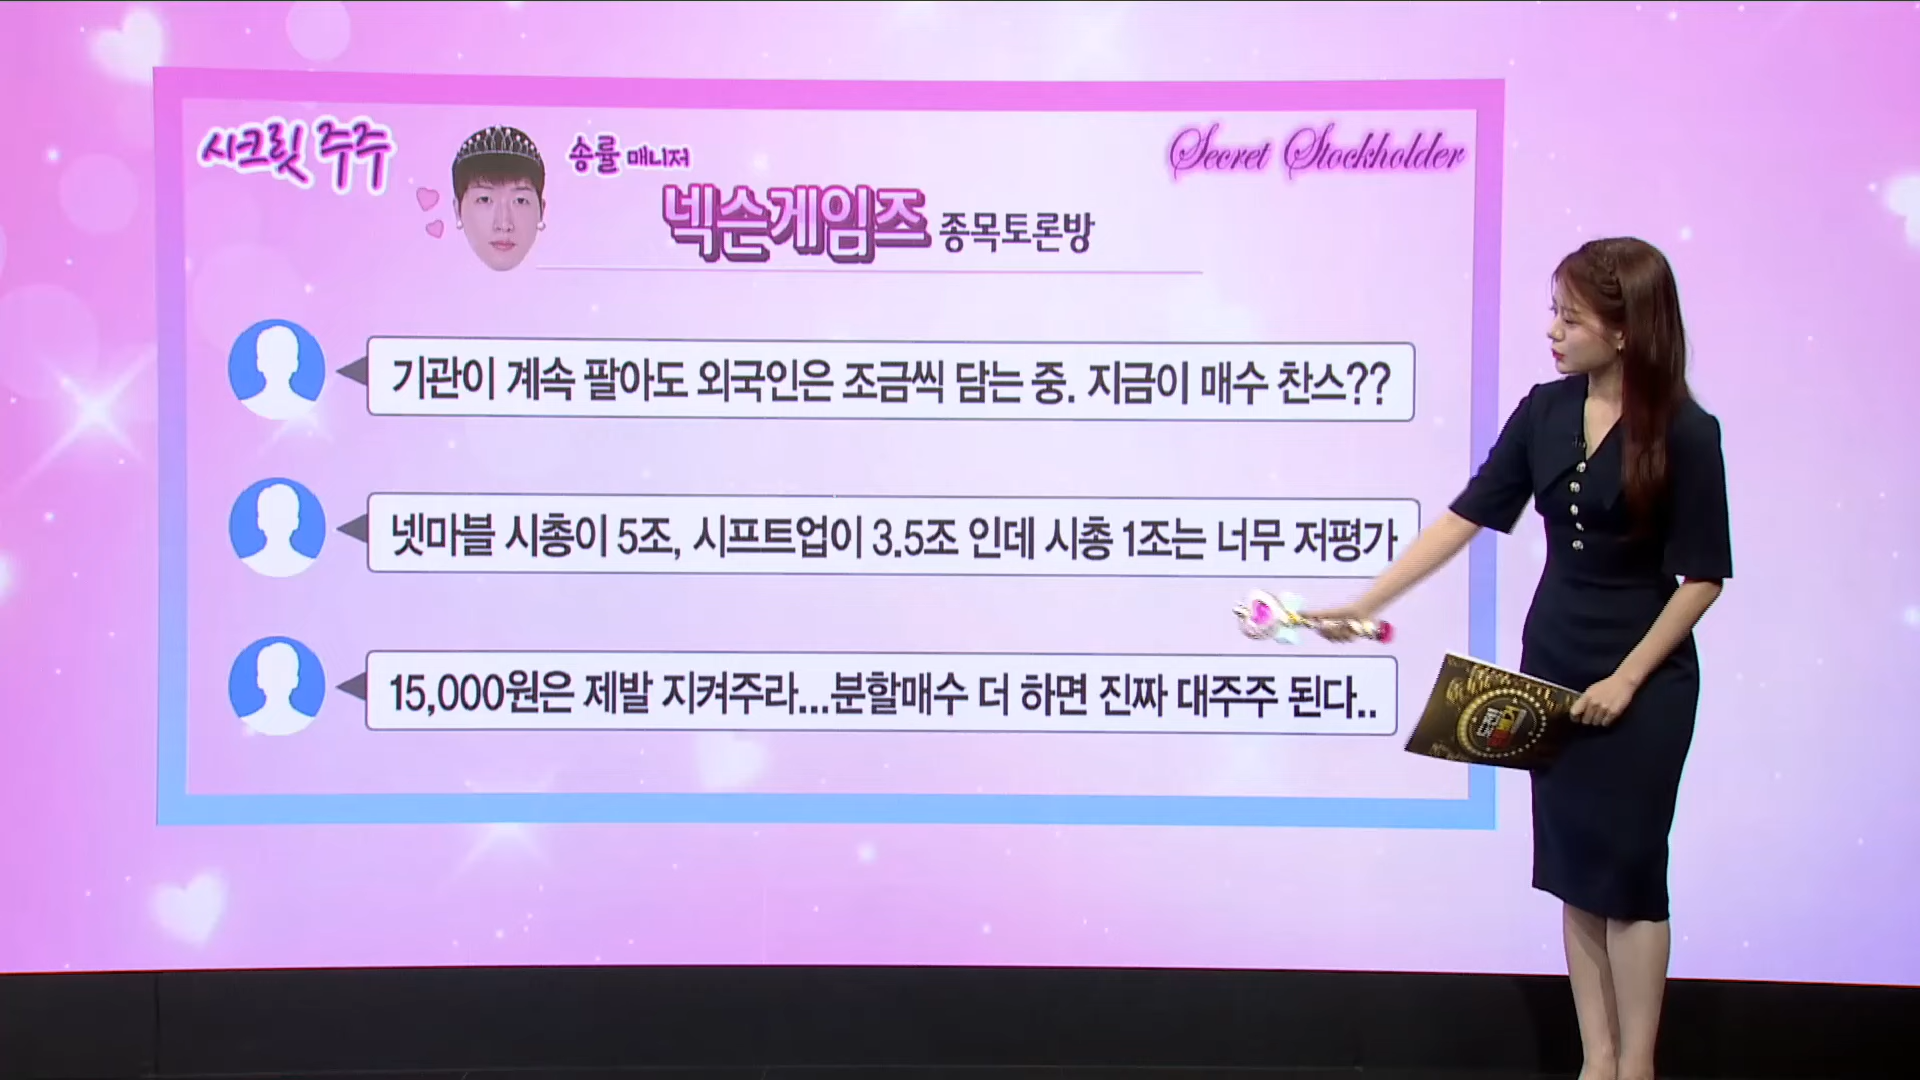 시크릿 쥬쥬
송률 매니저
Secret Stockholder
넥슨게임즈 종목토론방
기관이 계속 팔아도 외국인은 조금씩 담는 중. 지금이 매수 찬스??
넷마블 시총이 5조, 시프트업이 3.5조 인데 시총 1조는 너무 저평가
15,000원은 제발 지켜주라...분할매수 더 하면 진짜 대주주 된다..